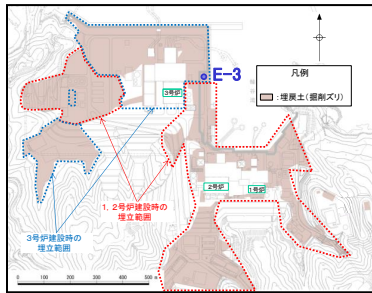 E-3
凡例
：埋戻土（掘削ズリ）
3号炉
2号炉
1号炉
1, 2号炉建設時の
埋立範囲
3号炉建設時の
埋立範囲
0 100 200 300 400 500 m